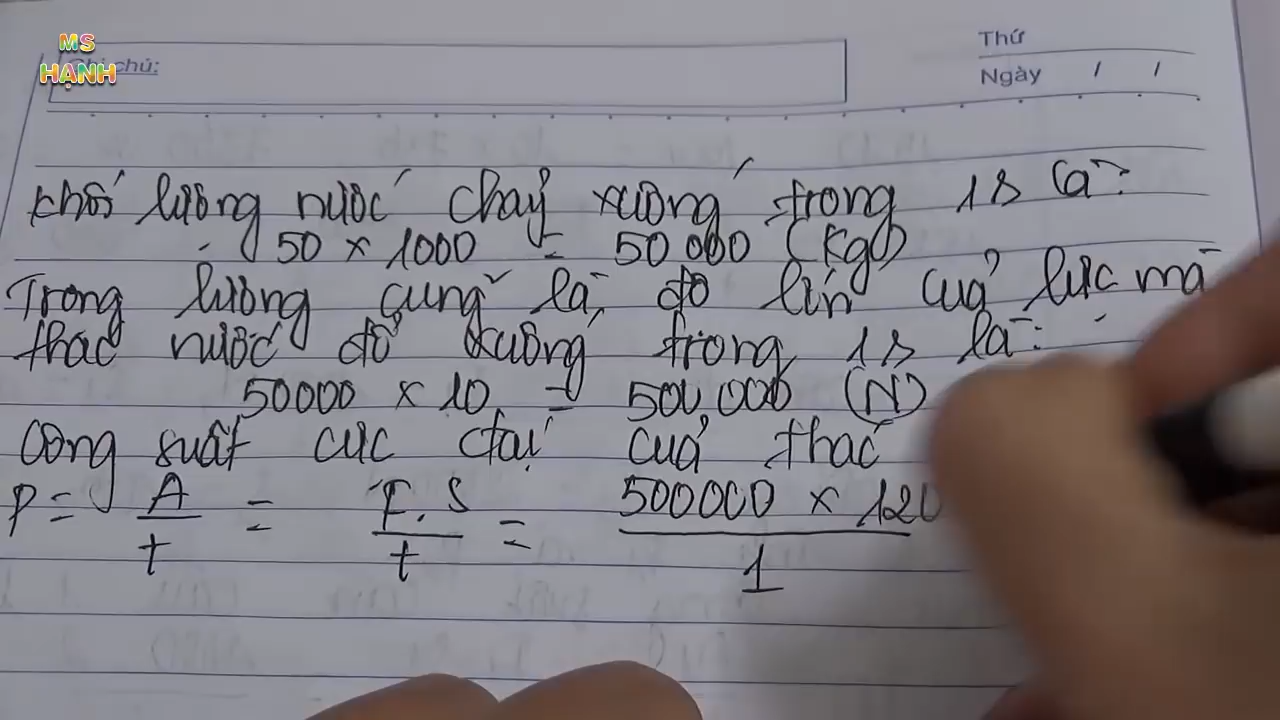 MS
HẠNH
chú:
Thứ
Ngày / /
khối lượng nước chảy xuống trong 1s là:
50 x 1000 = 50 000 (Kg)
Trọng lượng cũng là độ lớn của lực mà
thác nước đổ xuống trong 1s là:
50000 x 10 = 500,000 (N)
Công suất cực đại của thác
P = A/t = F.S/t = 500000 x 120/1